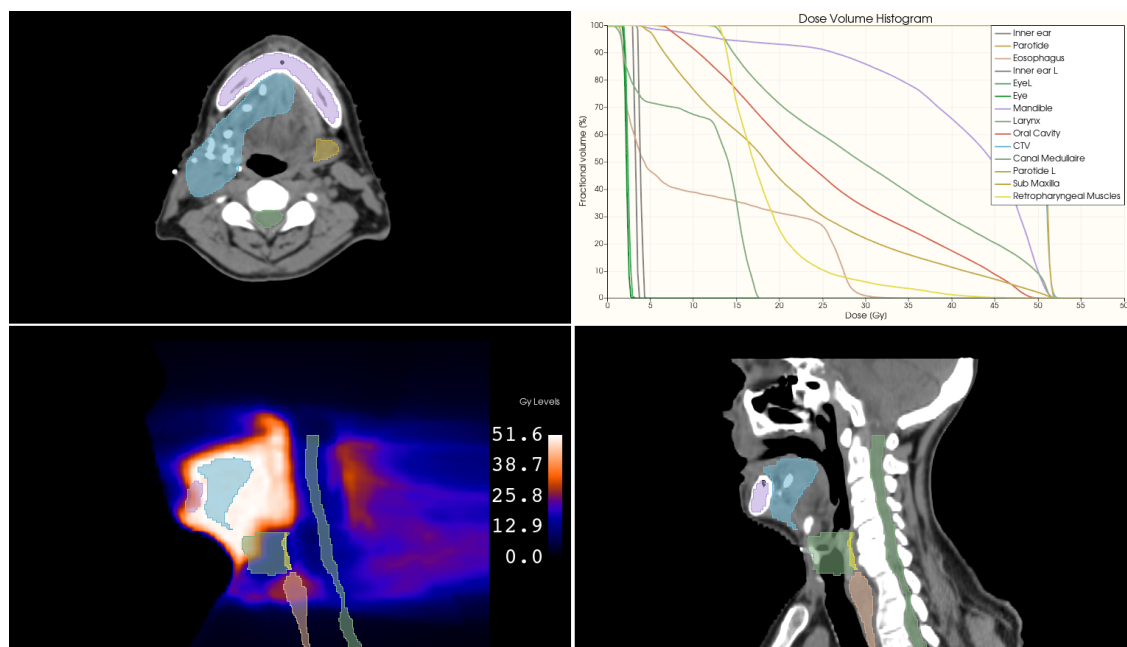 Dose Volume Histogram
Fractional volume (%)
100
90
80
70
60
50
40
30
20
10
0
0 5 10 15 20 25 30 35 40 45 50 55 60
Dose (Gy)
Inner ear
Parotide
Eosophagus
Inner ear L
EyeL
Eye
Mandible
Larynx
Oral Cavity
CTV
Canal Medullaire
Parotide L
Sub Maxilla
Retropharyngeal Muscles
Gy Levels
51.6
38.7
25.8
12.9
0.0